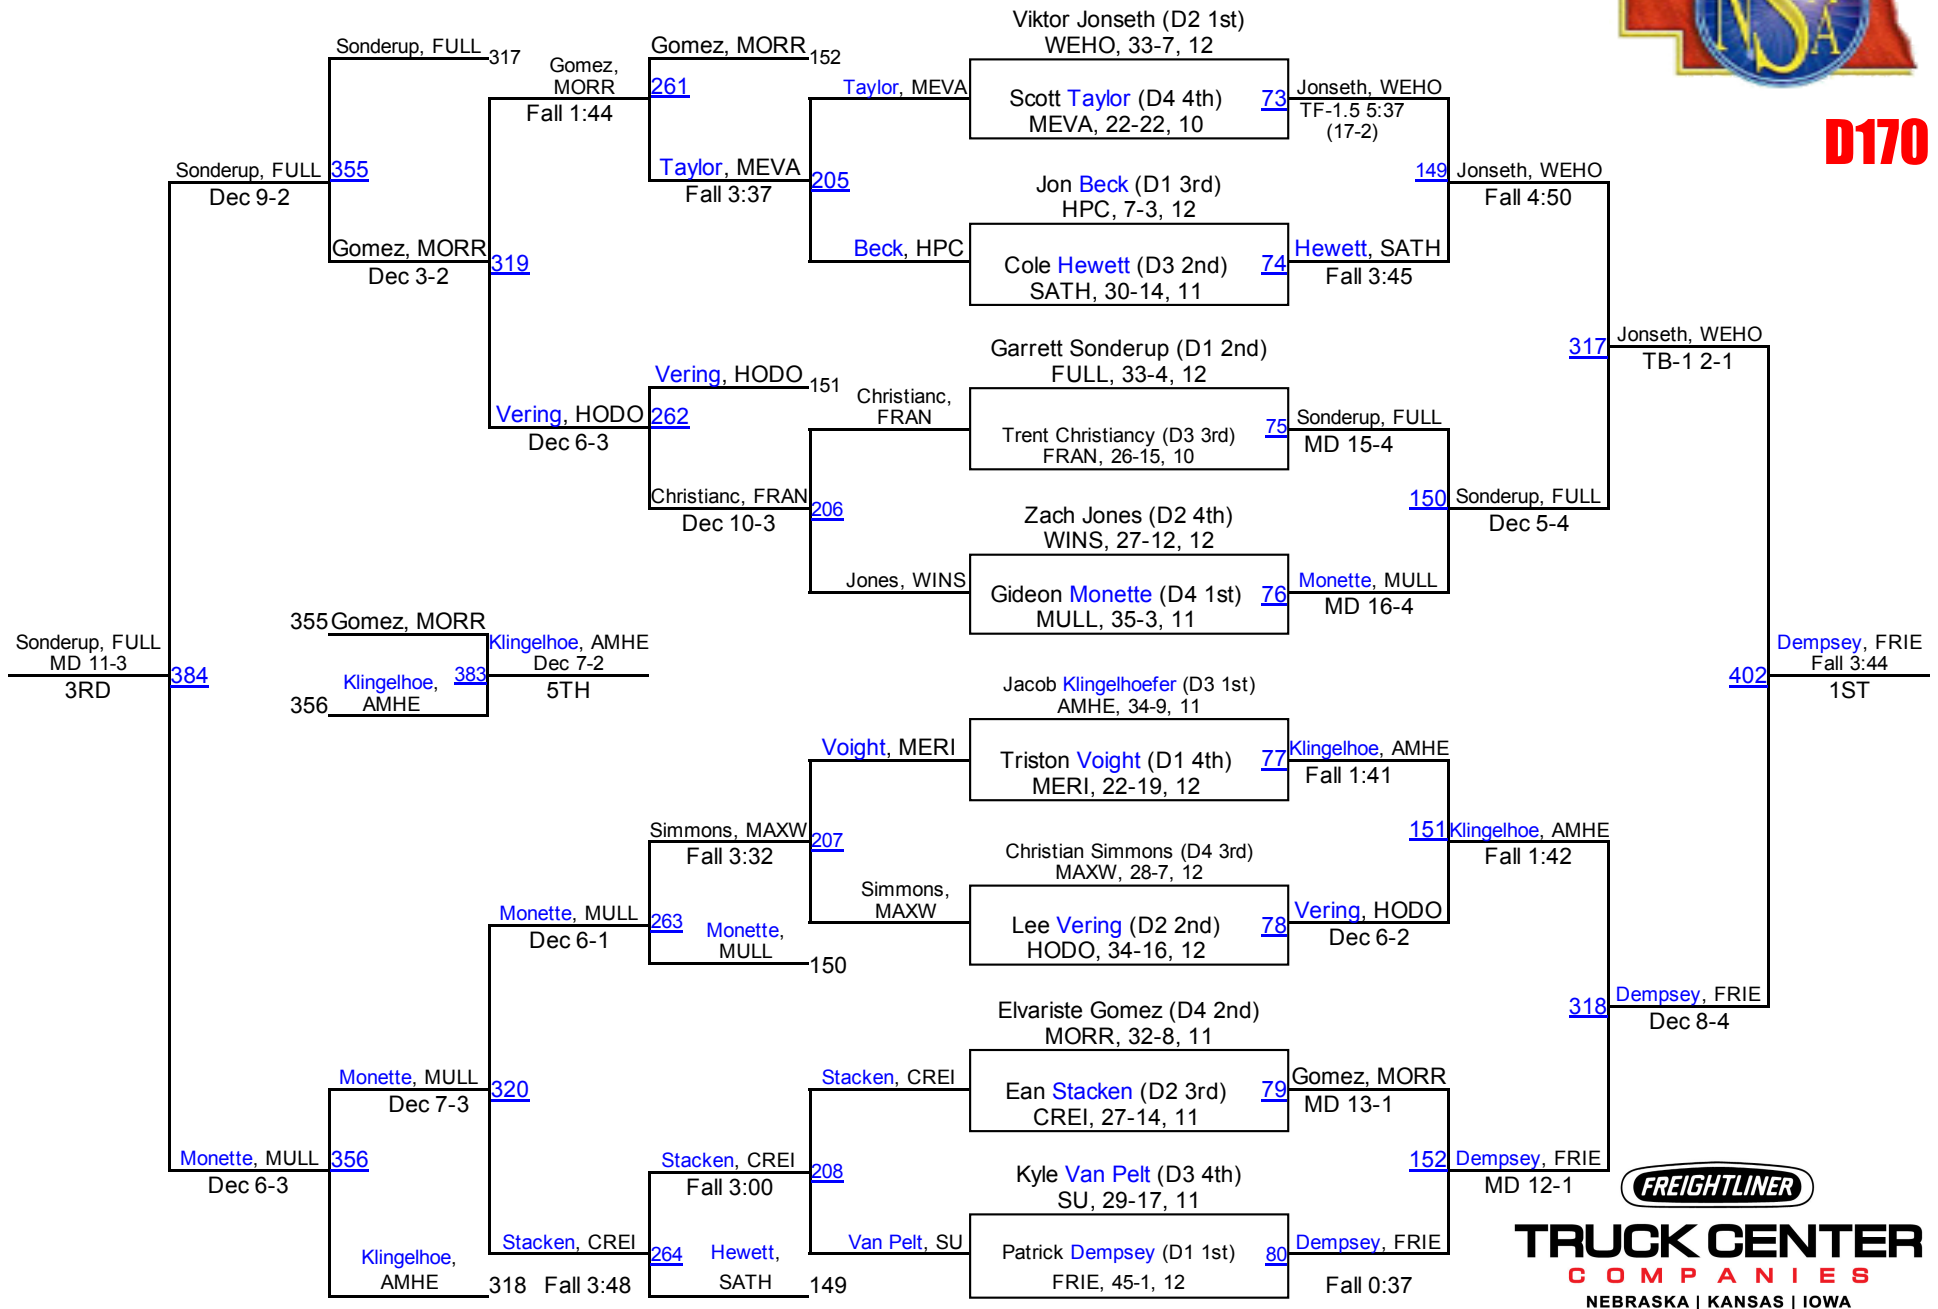 Viktor Jonseth (D2 1st)
WEHO, 33-7, 12
NSA
D170
Sonderup, FULL
317
Gomez,
MORR
Fall 1:44
Gomez, MORR
152
261
Taylor, MEVA
Scott Taylor (D4 4th)
MEVA, 22-22, 10
73
Jonseth, WEHO
TF-1.5 5:37
(17-2)
Sonderup, FULL
Dec 9-2
355
Taylor, MEVA
Fall 3:37
205
Jon Beck (D1 3rd)
HPC, 7-3, 12
149
Jonseth, WEHO
Fall 4:50
Gomez, MORR
Dec 3-2
319
Beck, HPC
Cole Hewett (D3 2nd)
SATH, 30-14, 11
74
Hewett, SATH
Fall 3:45
Garrett Sonderup (D1 2nd)
FULL, 33-4, 12
317
Jonseth, WEHO
TB-1 2-1
Vering, HODO
151
Vering, HODO
Dec 6-3
262
Christianc,
FRAN
Trent Christiancy (D3 3rd)
FRAN, 26-15, 10
75
Sonderup, FULL
MD 15-4
Christianc, FRAN
Dec 10-3
206
Zach Jones (D2 4th)
WINS, 27-12, 12
150
Sonderup, FULL
Dec 5-4
Jones, WINS
Gideon Monette (D4 1st)
MULL, 35-3, 11
76
Monette, MULL
MD 16-4
355
Gomez, MORR
Sonderup, FULL
MD 11-3
3RD
384
Klingelhoe,
AMHE
356
383
Klingelhoe, AMHE
Dec 7-2
5TH
402
Dempsey, FRIE
Fall 3:44
1ST
Jacob Klingelhoefer (D3 1st)
AMHE, 34-9, 11
Voight, MERI
Triston Voight (D1 4th)
MERI, 22-19, 12
77
Klingelhoe, AMHE
Fall 1:41
Simmons, MAXW
Fall 3:32
207
Christian Simmons (D4 3rd)
MAXW, 28-7, 12
151
Klingelhoe, AMHE
Fall 1:42
Monette, MULL
Dec 6-1
263
Monette,
MULL
150
Simmons,
MAXW
Lee Vering (D2 2nd)
HODO, 34-16, 12
78
Vering, HODO
Dec 6-2
Elvariste Gomez (D4 2nd)
MORR, 32-8, 11
318
Dempsey, FRIE
Dec 8-4
Monette, MULL
Dec 7-3
320
Stacken, CREI
Ean Stacken (D2 3rd)
CREI, 27-14, 11
79
Gomez, MORR
MD 13-1
Monette, MULL
Dec 6-3
356
Stacken, CREI
Fall 3:00
208
Kyle Van Pelt (D3 4th)
SU, 29-17, 11
152
Dempsey, FRIE
MD 12-1
Klingelhoe,
AMHE
318
Stacken, CREI
Fall 3:48
264
Hewett,
SATH
149
Van Pelt, SU
Patrick Dempsey (D1 1st)
FRIE, 45-1, 12
80
Dempsey, FRIE
Fall 0:37
FREIGHTLINER
TRUCK CENTER
COMPANIES
NEBRASKA | KANSAS | IOWA